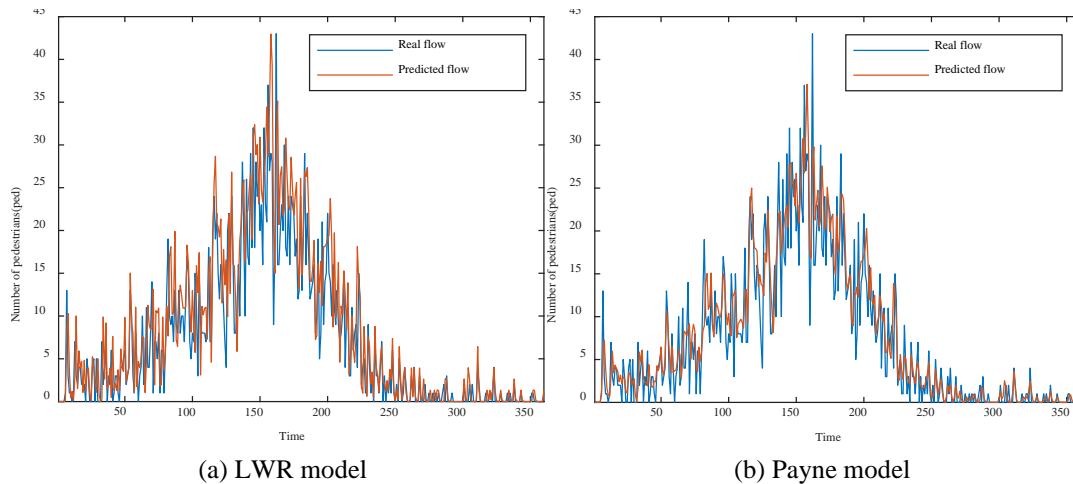 45
40
35
30
25
20
15
10
5
0
Number of pedestrians(ped)
50 100 150 200 250 300 350
Time
Real flow
Predicted flow
(a) LWR model
45
40
35
30
25
20
15
10
5
0
Number of pedestrians(ped)
50 100 150 200 250 300 350
Time
Real flow
Predicted flow
(b) Payne model